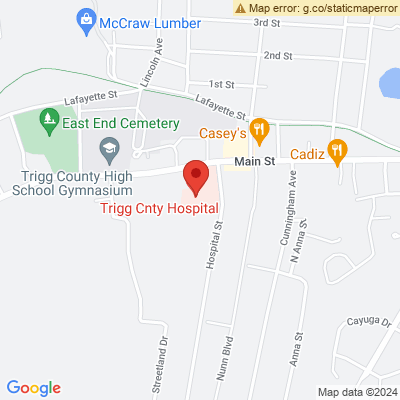 Map error: g.co/staticmaperror
McCraw Lumber
3rd St
Lincoln Ave
2nd St
1st St
Lafayette St
Lafayette St
East End Cemetery
Casey's
Main St
Cadiz
Trigg County High
School Gymnasium
Trigg Cnty Hospital
Hospital St
Cunningham Ave
N Anna St
Cayuga Dr
Streetland Dr
Nunn Blvd
Anna St
Google
Map data ©2024